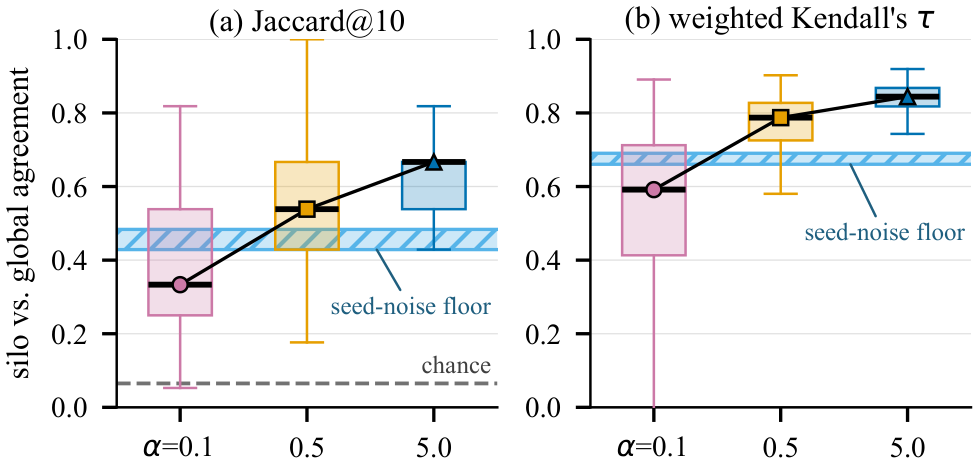 (a) Jaccard@10
(b) weighted Kendall's τ
silo vs. global agreement
1.0
0.8
0.6
0.4
0.2
0.0
seed-noise floor
chance
α=0.1
0.5
5.0
1.0
0.8
0.6
0.4
0.2
0.0
seed-noise floor
α=0.1
0.5
5.0